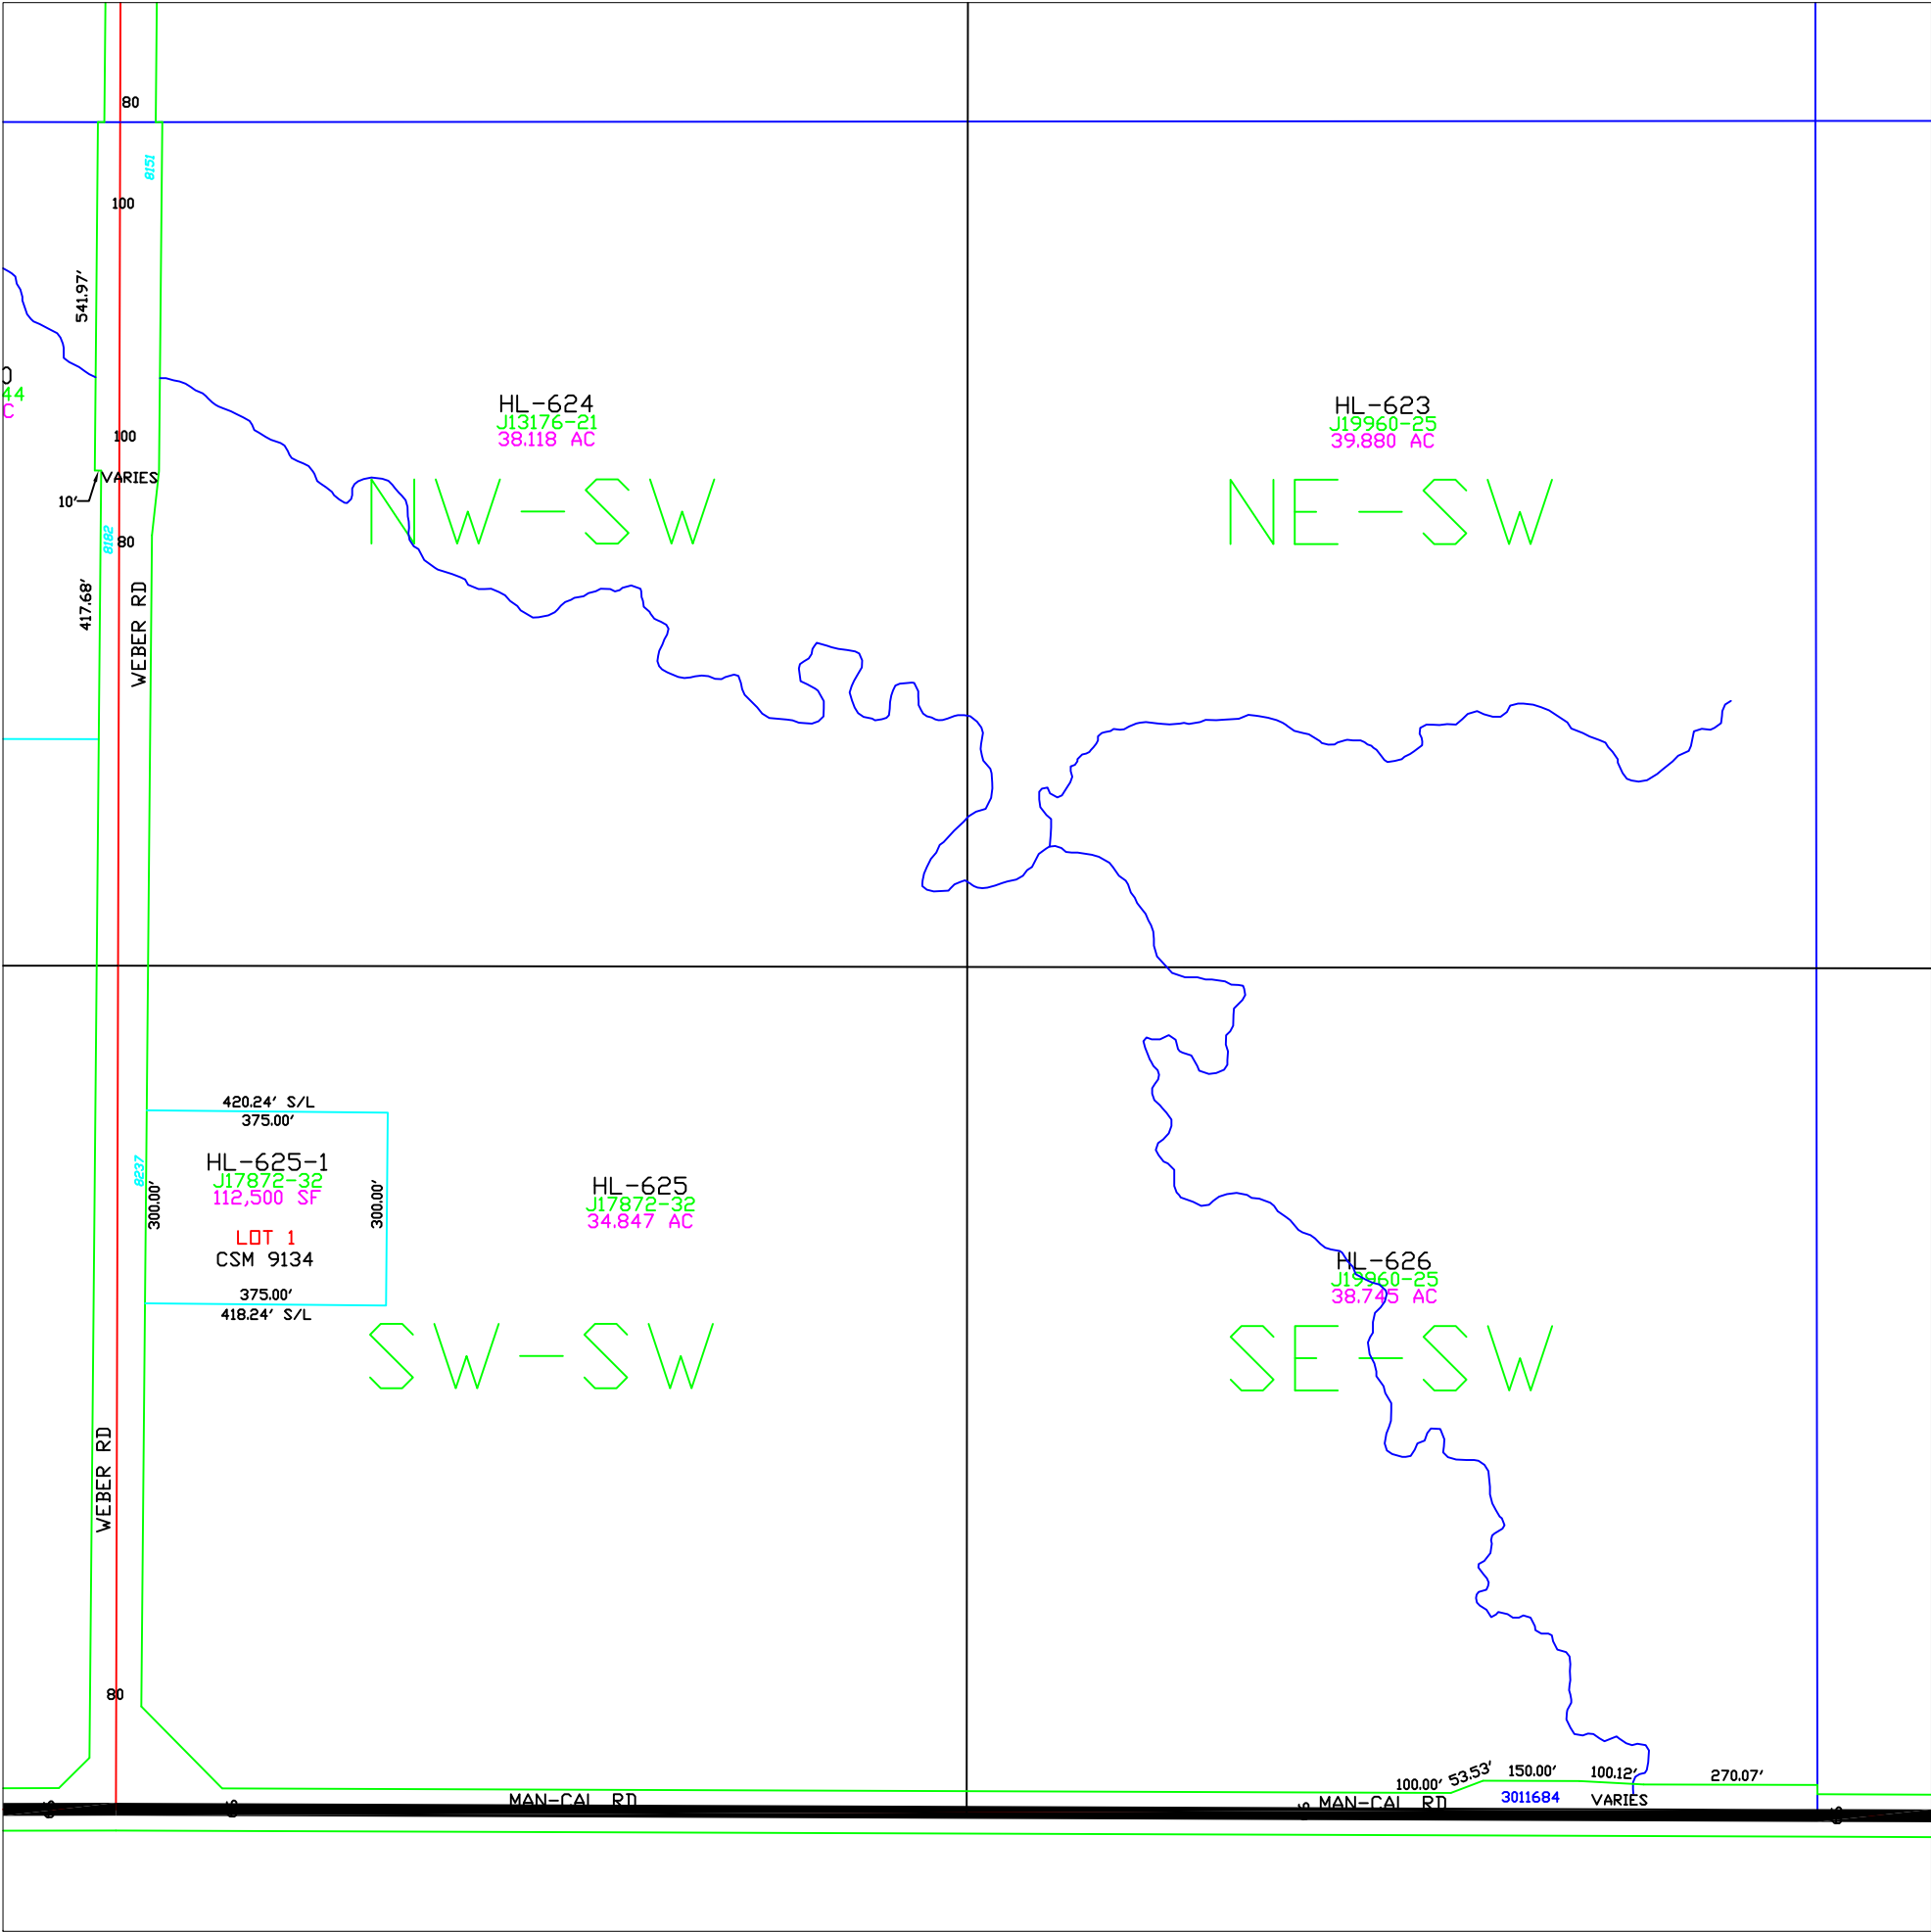 80
8151
100
541.97'
44
C
100
VARIES
10'
8182
80
417.68'
WEBER RD
HL-624
J13176-21
38.118 AC
NW-SW
HL-623
J19960-25
39.880 AC
NE-SW
420.24' S/L
375.00'
HL-625-1
J17872-32
112,500 SF
8237
300.00'
300.00'
LOT 1
CSM 9134
375.00'
418.24' S/L
HL-625
J17872-32
34.847 AC
SW-SW
HL-626
J19960-25
38.745 AC
SE-SW
WEBER RD
80
100.00'
53.53'
150.00'
100.12'
270.07'
MAN-CAL RD
MAN-CAL RD
3011684
VARIES